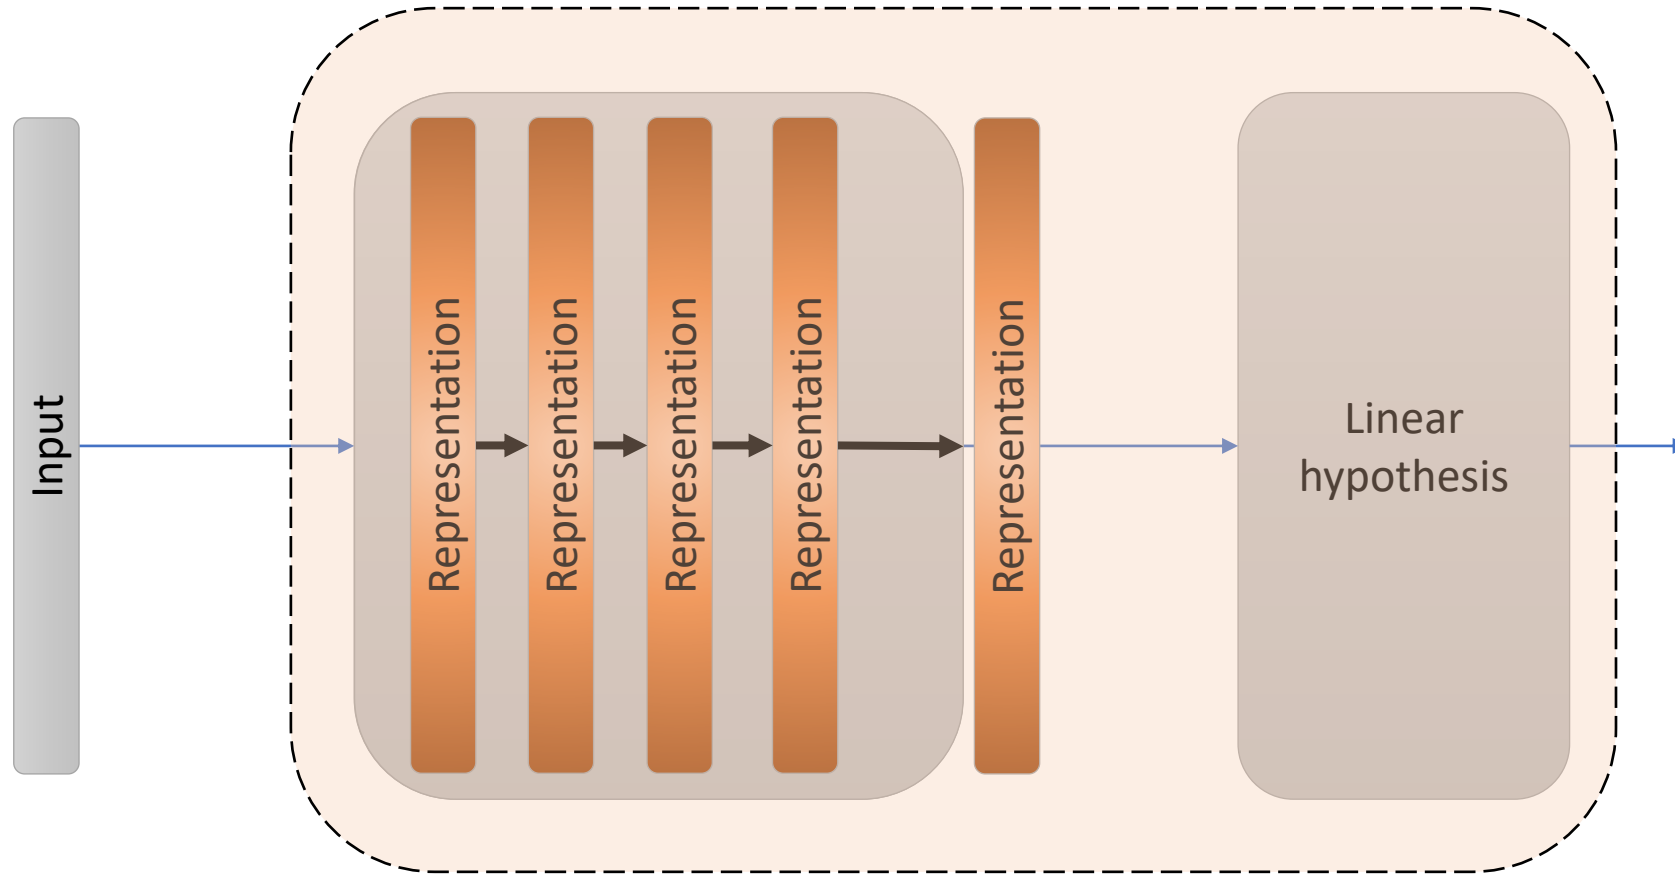 Input
Representation
Representation
Representation
Representation
Representation
Linear
hypothesis